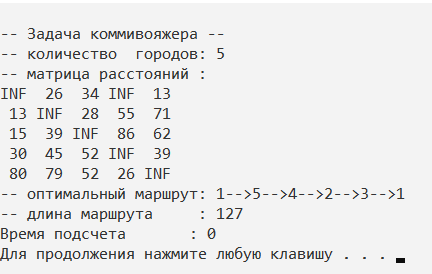 -- Задача коммивояжера --
-- количество  городов: 5
-- матрица расстояний :
INF  26  34 INF  13
 13 INF  28  55  71
 15  39 INF  86  62
 30  45  52 INF  39
 80  79  52  26 INF
-- оптимальный маршрут: 1-->5-->4-->2-->3-->1
-- длина маршрута     : 127
Время подсчета       : 0
Для продолжения нажмите любую клавишу . . .